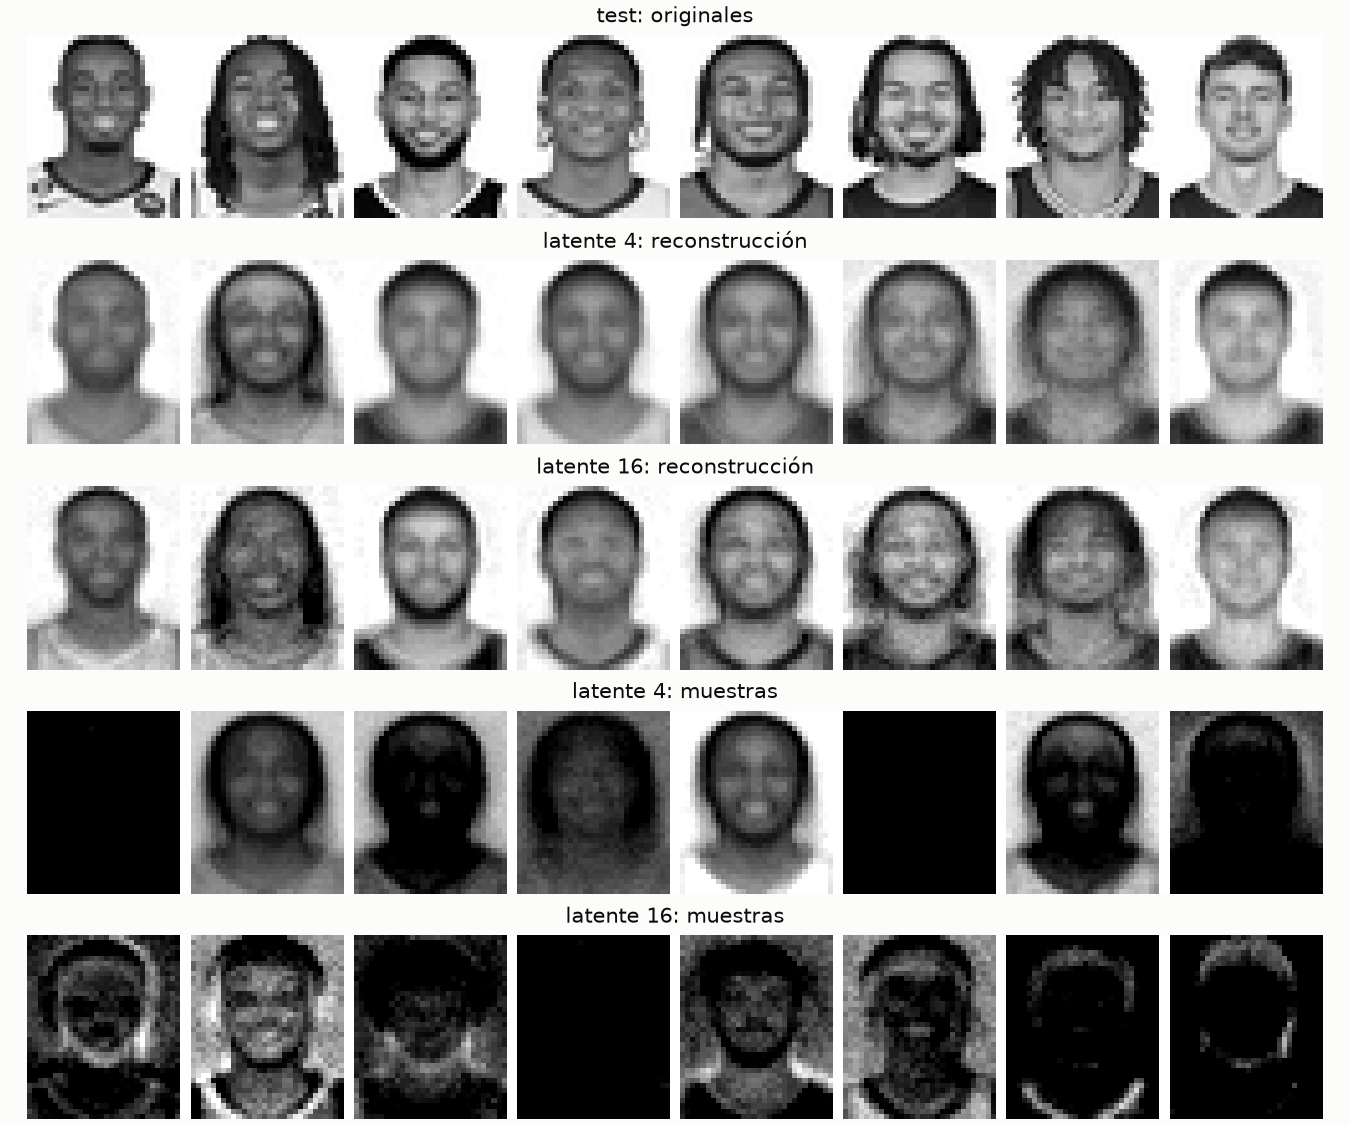 test: originales
latente 4: reconstrucción
latente 16: reconstrucción
latente 4: muestras
latente 16: muestras